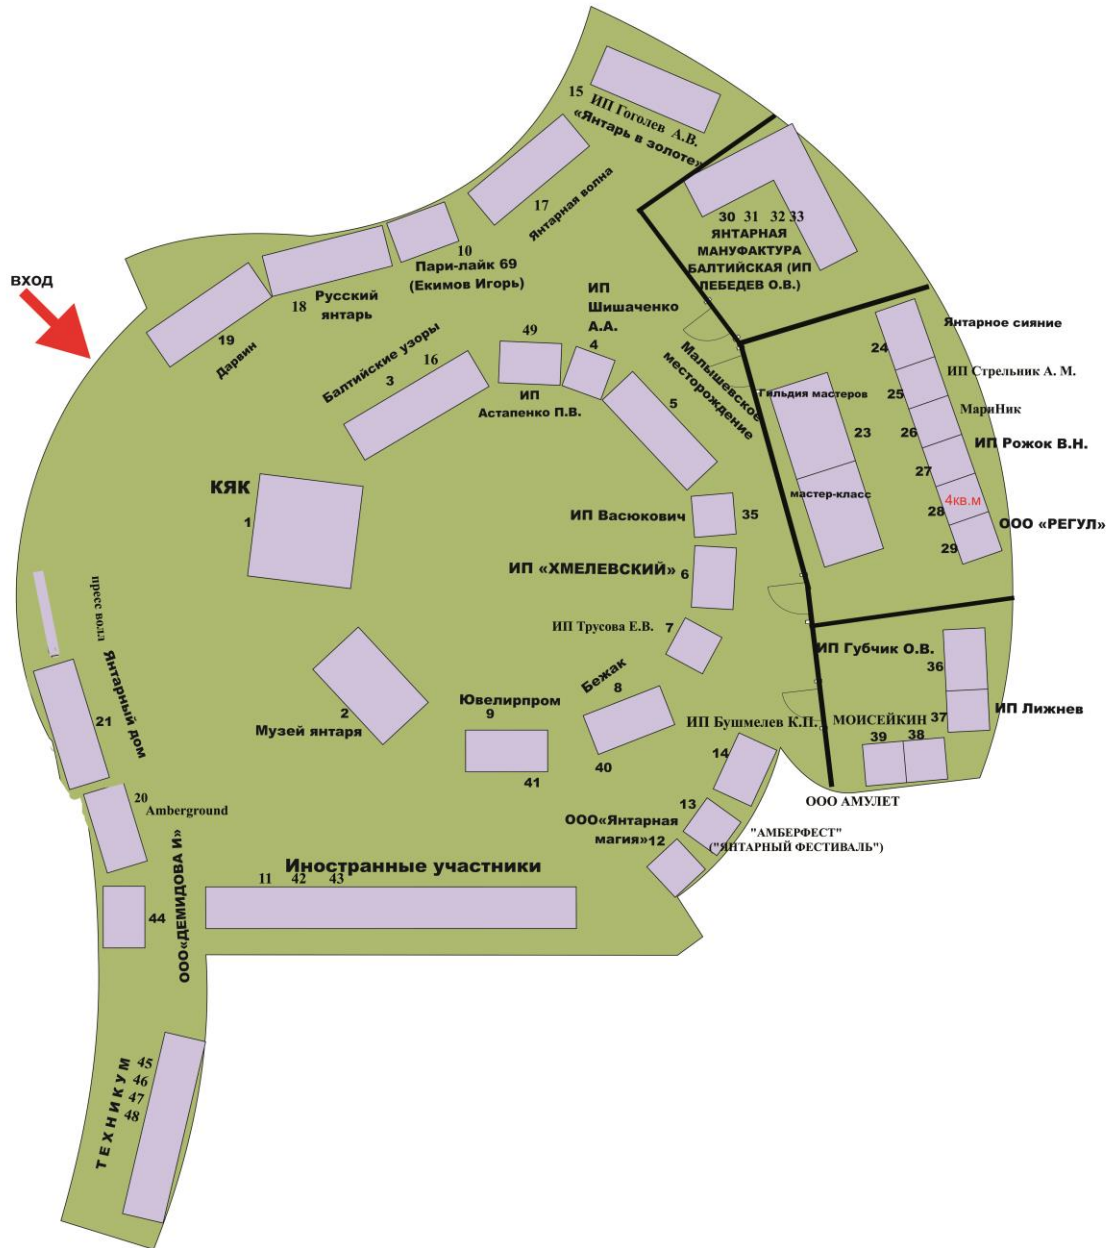 15 ИП Гоголев А.В.
«Янтарь в золоте»
17
Янтарная волна
30 31 32 33
ЯНТАРНАЯ
МАНУФАКТУРА
БАЛТИЙСКАЯ (ИП
ЛЕБЕДЕВ О.В.)
10
Пари-лайк 69
(Екимов Игорь)
ВХОД
18
Русский
янтарь
19
Дарвин
ИП
Шишаченко
А.А.
4
49
ИП
Астапенко П.В.
Балтийские узоры
3 16
Малышевское
месторождение
5
Янтарное сияние
24
ИП Стрельник А. М.
25
МариНик
26
ИП Рожок В.Н.
27
4кв.м
28
ООО «РЕГУЛ»
29
Гильдия мастеров
23
мастер-класс
КЯК
1
ИП Васюкович
35
ИП «ХМЕЛЕВСКИЙ»
6
ИП Трусова Е.В.
7
пресс волл
Янтарный дом
21
2
Музей янтаря
Ювелирпром
9
41
Бежак
8
40
ИП Губчик О.В.
36
37
ИП Лижнев
МОИСЕЙКИН
39 38
ИП Бушмелев К.П.
14
ООО АМУЛЕТ
13
"АМБЕРФЕСТ"
("ЯНТАРНЫЙ ФЕСТИВАЛЬ")
ООО«Янтарная
магия»
12
20
Amberground
44
ООО«ДЕМИДОВА И»
Иностранные участники
11 42 43
ТЕХНИКУМ
45
46
47
48